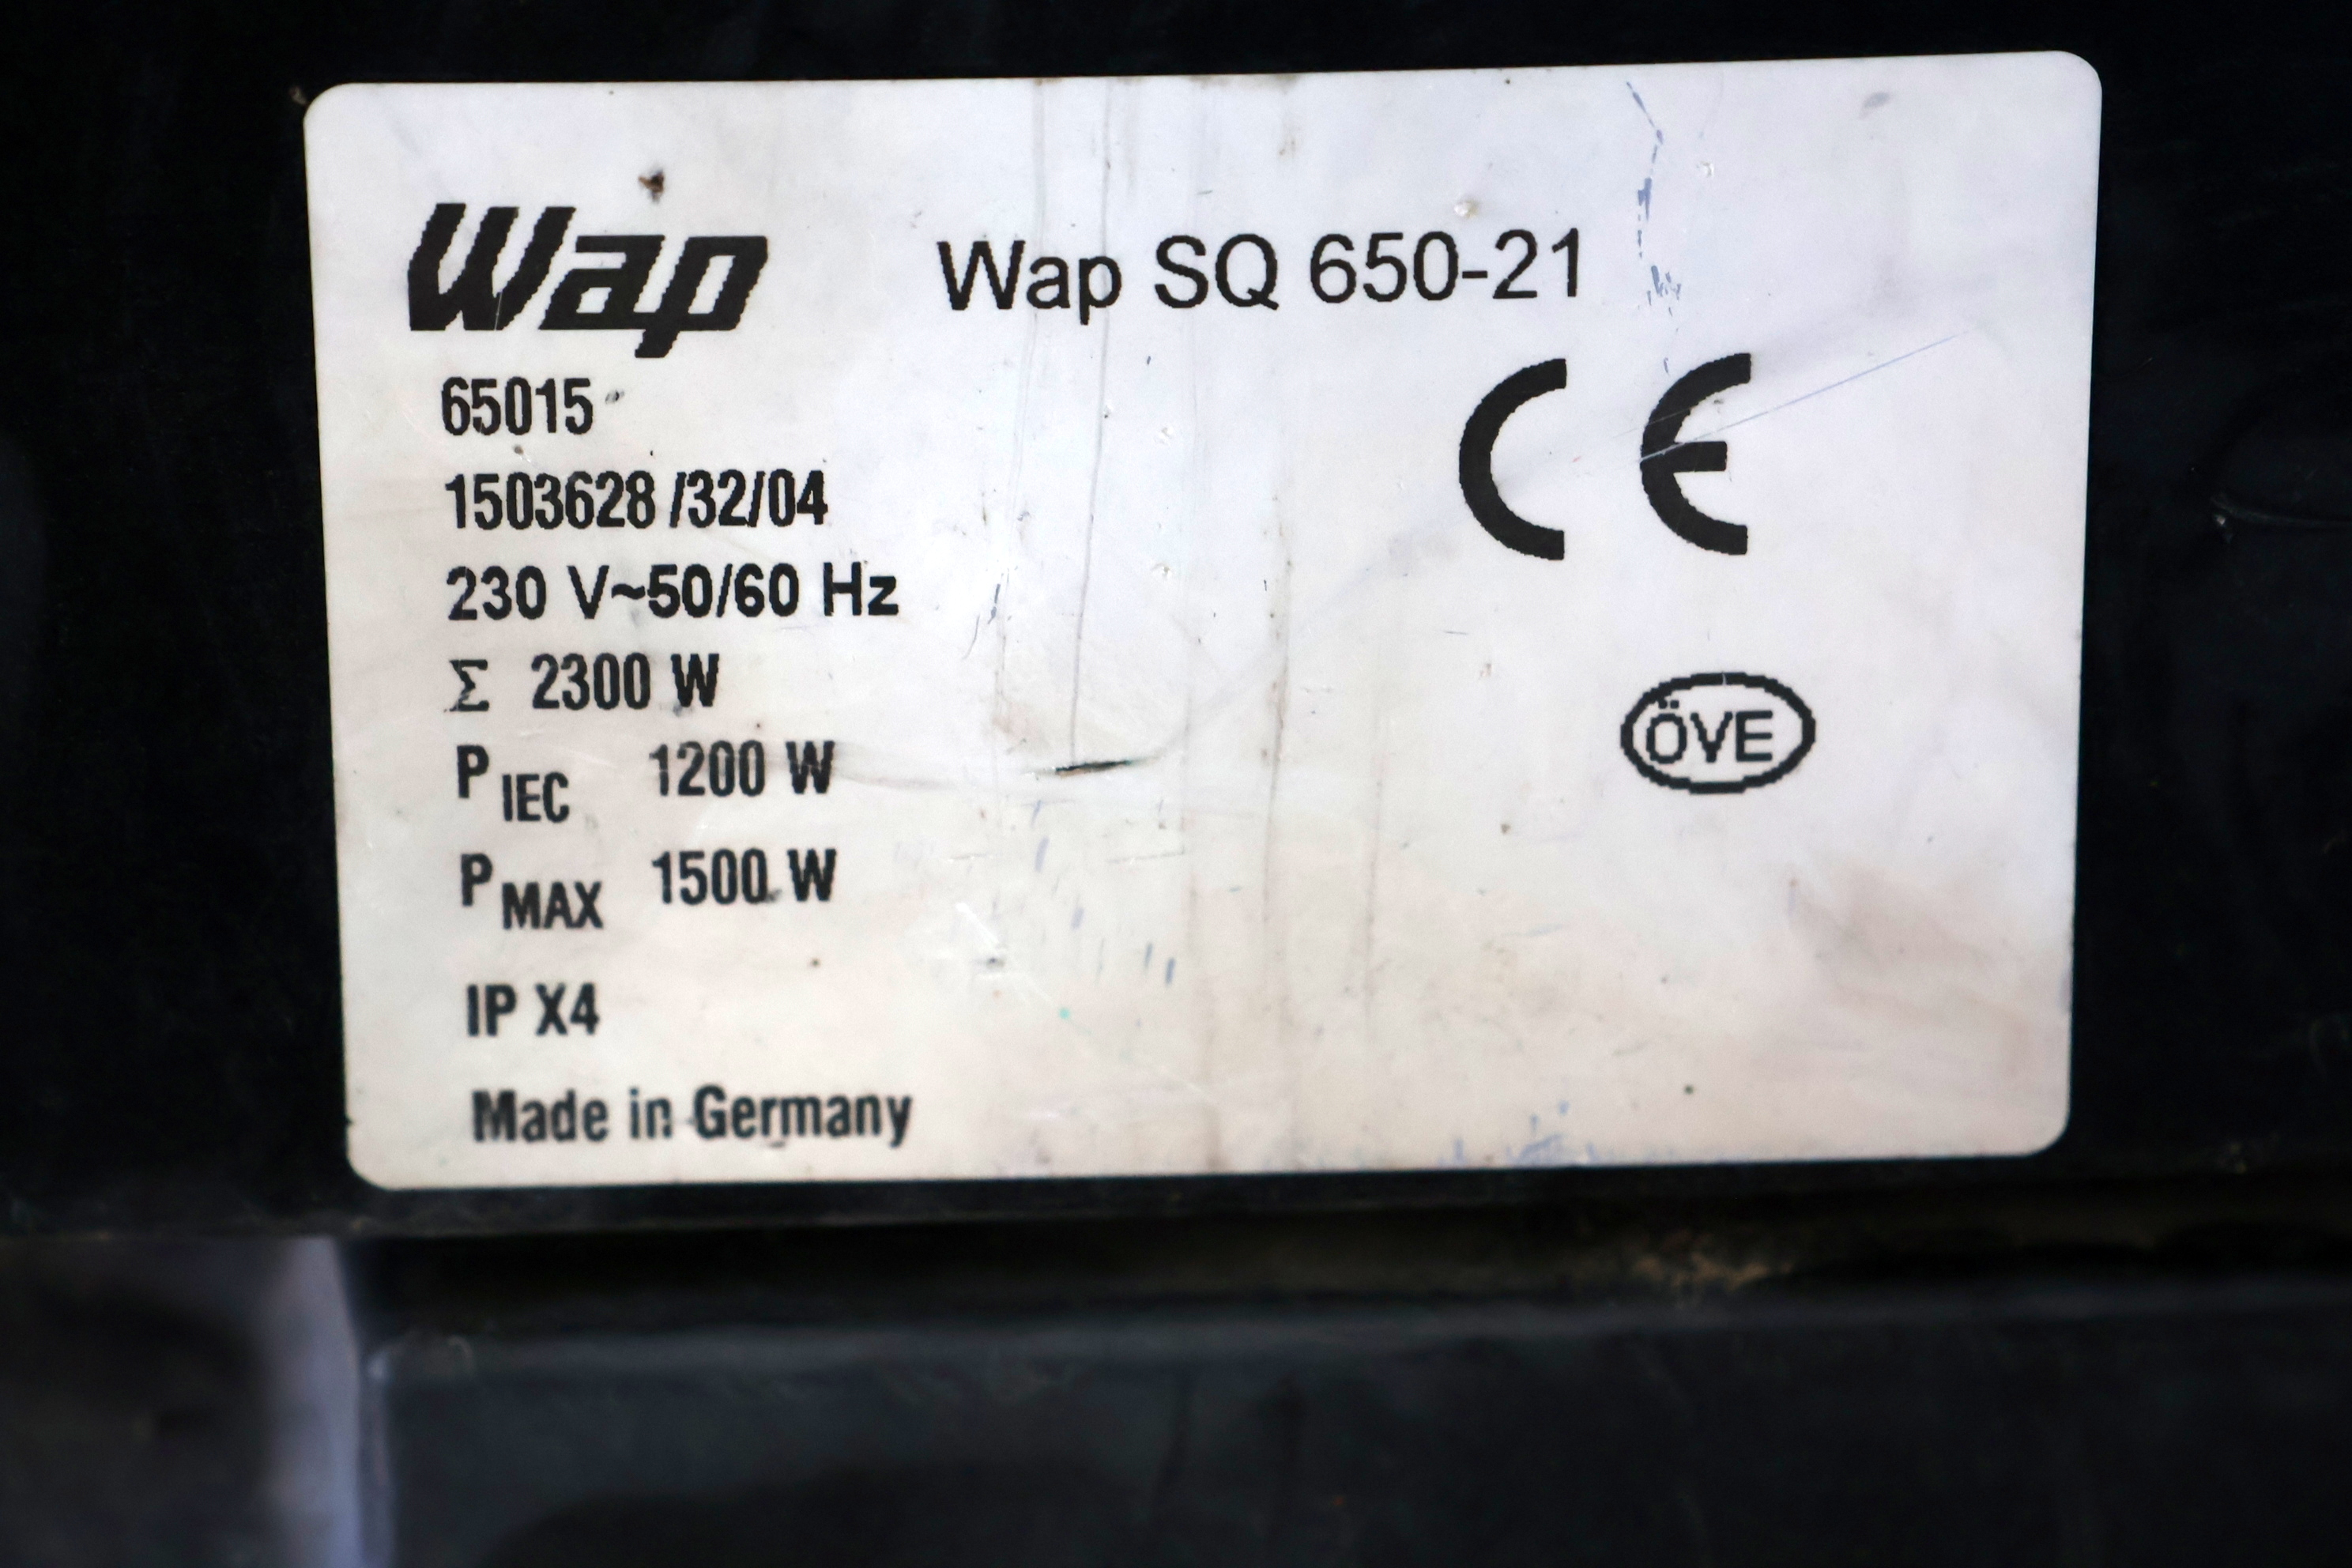 Wap
Wap SQ 650-21
65015
1503628 /32/04
CE
230 V~50/60 Hz
Σ 2300 W
ÖVE
P IEC 1200 W
P MAX 1500 W
IP X4
Made in Germany